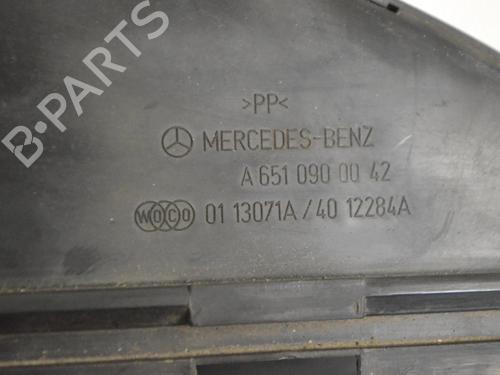 >PP<
MERCEDES-BENZ
A 651 090 00 42
WOCO 01 13071A / 40 12284A
B-PARTS